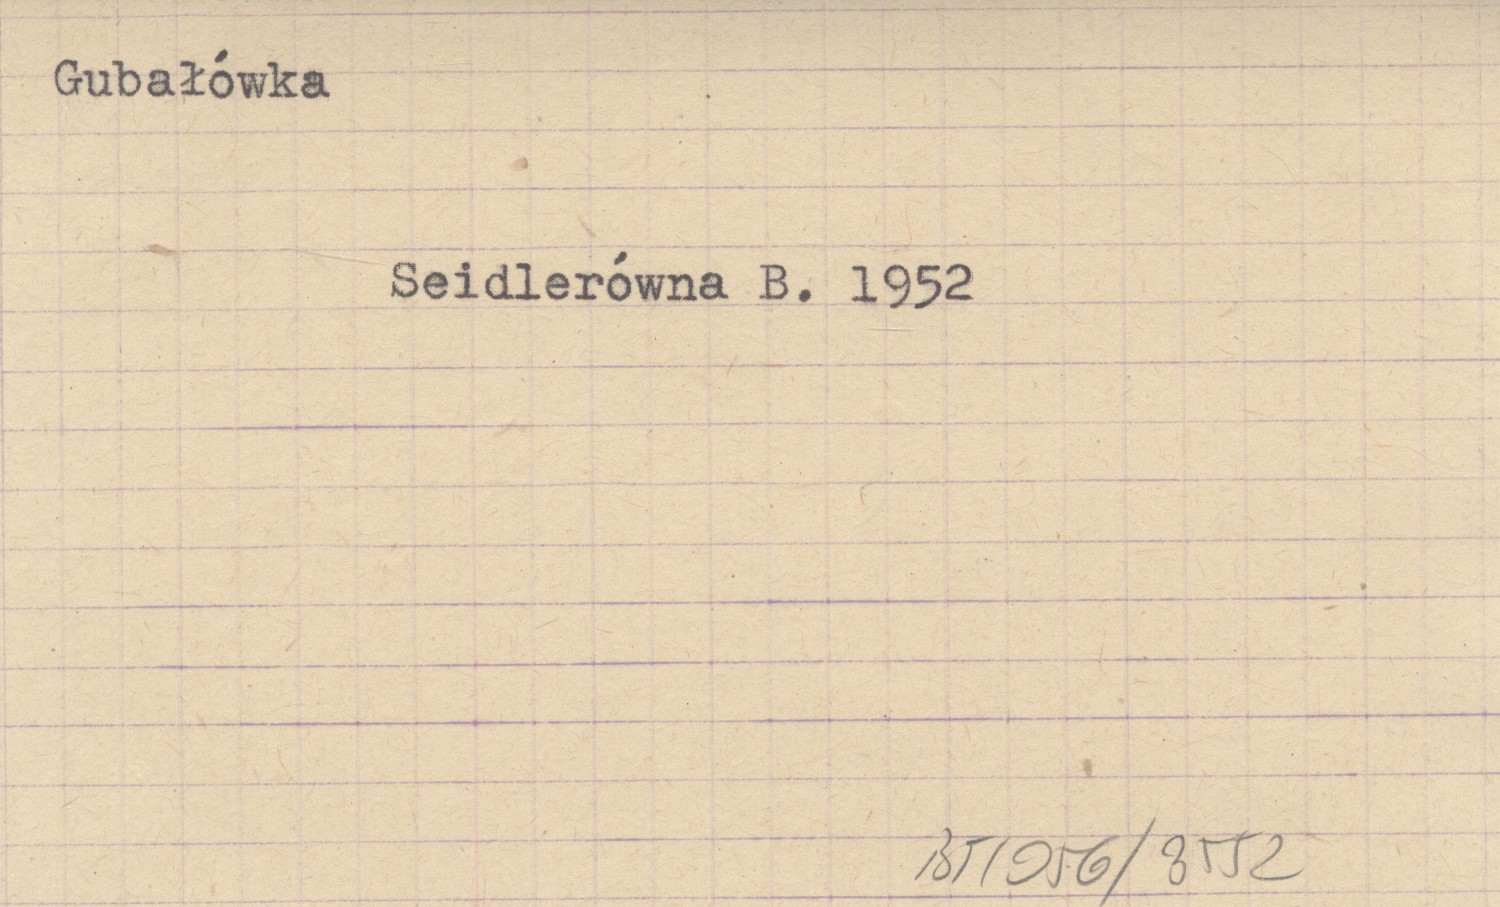 Gubałówka
Seidlerówna B. 1952
BT1956/8552